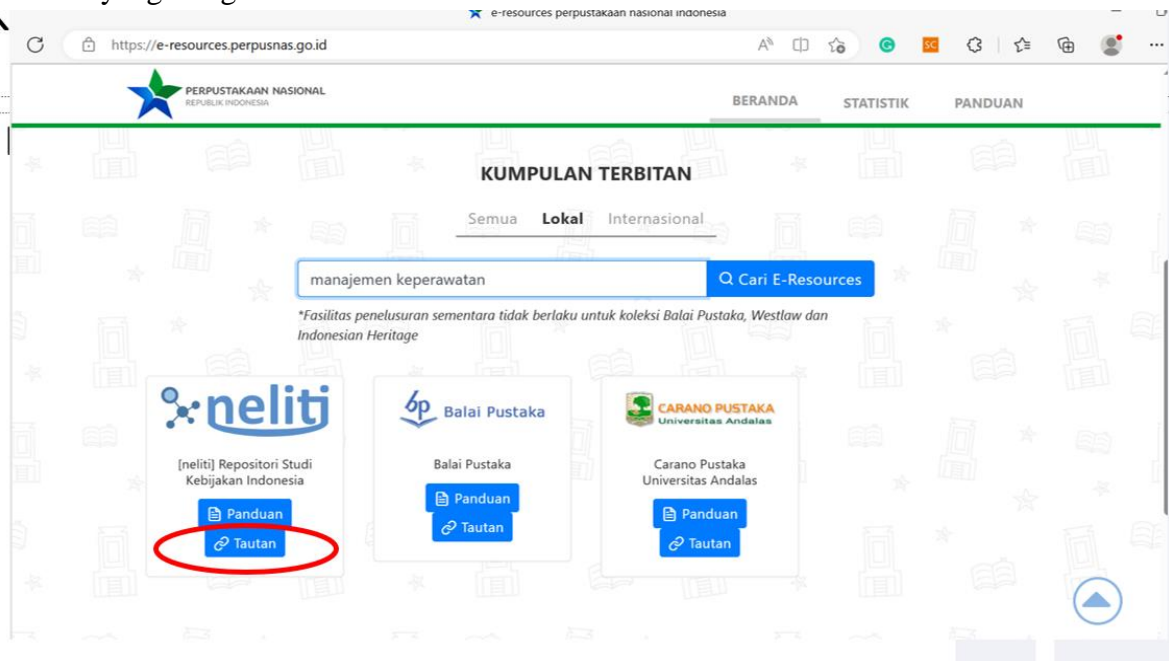 e-resources perpustakaan nasional indonesia
https://e-resources.perpusnas.go.id
PERPUSTAKAAN NASIONAL
REPUBLIK INDONESIA
BERANDA STATISTIK PANDUAN
KUMPULAN TERBITAN
Semua Lokal Internasional
manajemen keperawatan Cari E-Resources
*Fasilitas penelusuran sementara tidak berlaku untuk koleksi Balai Pustaka, Westlaw dan
Indonesian Heritage
neliti
[neliti] Repositori Studi
Kebijakan Indonesia
Panduan
Tautan
bp Balai Pustaka
Balai Pustaka
Panduan
Tautan
CARANO PUSTAKA
Universitas Andalas
Carano Pustaka
Universitas Andalas
Panduan
Tautan